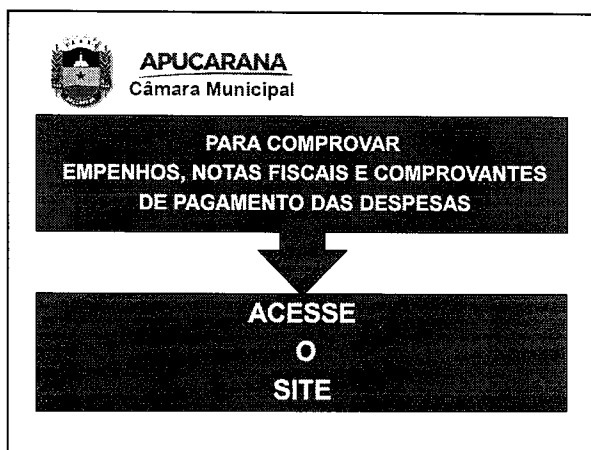 APUCARANA
Câmara Municipal
PARA COMPROVAR
EMPENHOS, NOTAS FISCAIS E COMPROVANTES
DE PAGAMENTO DAS DESPESAS
ACESSE
O
SITE